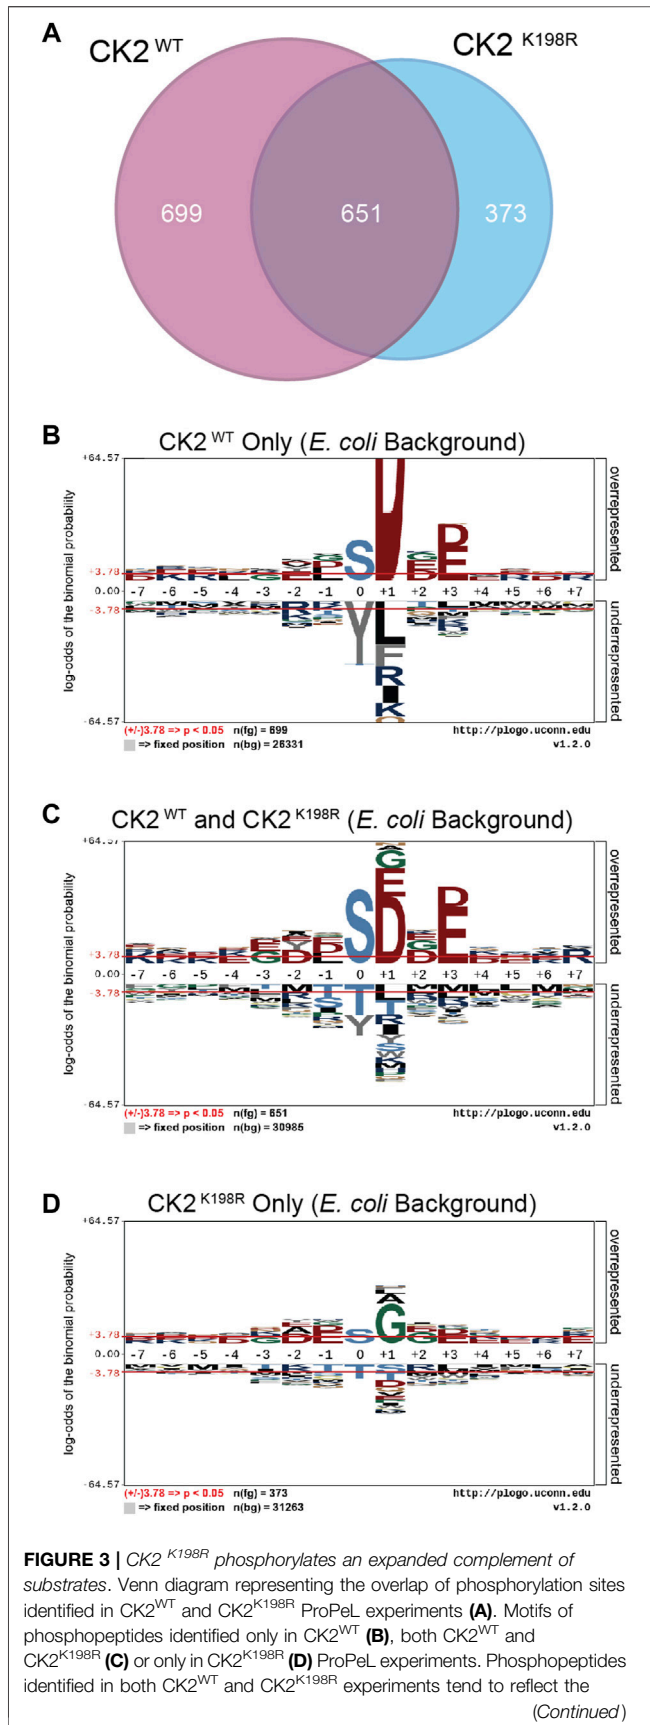 A
CK2 WT
CK2 K198R
699
651
373
B
CK2 WT Only (E. coli Background)
+64.57
overrepresented
log-odds of the binomial probability
+3.78
0.00
-7 -6 -5 -4 -3 -2 -1 0 +1 +2 +3 +4 +5 +6 +7
-3.78
underrepresented
-64.57
(+/-)3.78 => p < 0.05 n(fg) = 699 http://plogo.uconn.edu
=> fixed position n(bg) = 26331 v1.2.0
C
CK2 WT and CK2 K198R (E. coli Background)
+64.57
overrepresented
log-odds of the binomial probability
+3.78
0.00
-7 -6 -5 -4 -3 -2 -1 0 +1 +2 +3 +4 +5 +6 +7
-3.78
underrepresented
-64.57
(+/-)3.78 => p < 0.05 n(fg) = 651 http://plogo.uconn.edu
=> fixed position n(bg) = 30985 v1.2.0
D
CK2 K198R Only (E. coli Background)
+64.57
overrepresented
log-odds of the binomial probability
+3.78
0.00
-7 -6 -5 -4 -3 -2 -1 0 +1 +2 +3 +4 +5 +6 +7
-3.78
underrepresented
-64.57
(+/-)3.78 => p < 0.05 n(fg) = 373 http://plogo.uconn.edu
=> fixed position n(bg) = 31263 v1.2.0
FIGURE 3 | CK2 K198R phosphorylates an expanded complement of
substrates. Venn diagram representing the overlap of phosphorylation sites
identified in CK2WT and CK2K198R ProPeL experiments (A). Motifs of
phosphopeptides identified only in CK2WT (B), both CK2WT and
CK2K198R (C) or only in CK2K198R (D) ProPeL experiments. Phosphopeptides
identified in both CK2WT and CK2K198R experiments tend to reflect the
(Continued)